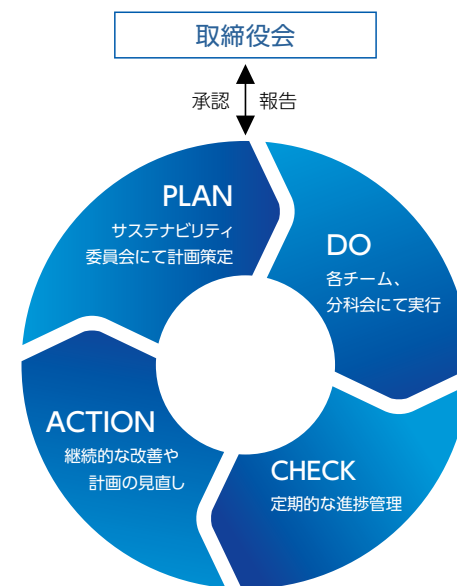 取締役会
承認 報告
PLAN
サステナビリティ
委員会にて計画策定
DO
各チーム、
分科会にて実行
CHECK
定期的な進捗管理
ACTION
継続的な改善や
計画の見直し